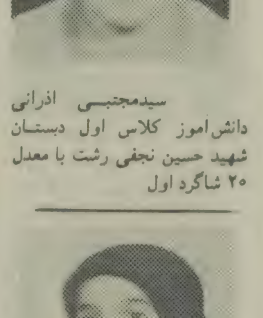 سیدمجتبی اذرانی
دانش‌آموز کلاس اول دبستان
شهید حسین نجفی رشت با معدل
۲۰ شاگرد اول